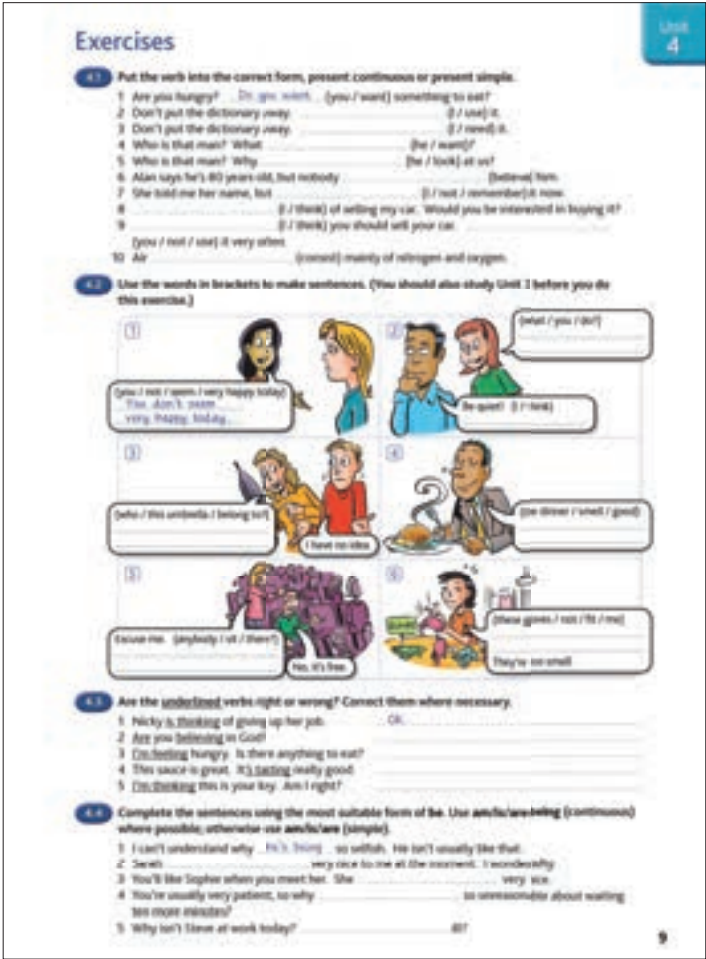 Unit
4
Exercises
4.1 Put the verb into the correct form, present continuous or present simple.
1 Are you hungry? Do you want (you / want) something to eat?
2 Don't put the dictionary away. (I / use) it.
3 Don't put the dictionary away. (I / need) it.
4 Who is that man? What (he / want)?
5 Who is that man? Why (he / look) at us?
6 Alan says he's 80 years old, but nobody (believe) him.
7 She told me her name, but (I / not / remember) it now.
8 (I / think) of selling my car. Would you be interested in buying it?
9 (I / think) you should sell your car.
(you / not / use) it very often.
10 Air (consist) mainly of nitrogen and oxygen.
4.2 Use the words in brackets to make sentences. (You should also study Unit 3 before you do
this exercise.)
1
(you / not / seem / very happy today)
You don't seem
very happy today.
2
(what / you / do?)
Be quiet! (I / think)
3
(who / this umbrella / belong to?)
I have no idea.
4
(the dinner / smell / good)
5
Excuse me. (anybody / sit / there?)
No, it's free.
6
(these gloves / not / fit / me)
They're too small.
4.3 Are the underlined verbs right or wrong? Correct them where necessary.
1 Nicky is thinking of giving up her job. OK
2 Are you believing in God?
3 I'm feeling hungry. Is there anything to eat?
4 This sauce is great. It's tasting really good.
5 I'm thinking this is your key. Am I right?
4.4 Complete the sentences using the most suitable form of be. Use am/is/are being (continuous)
where possible; otherwise use am/is/are (simple).
1 I can't understand why he's being so selfish. He isn't usually like that.
2 Sarah very nice to me at the moment. I wonder why.
3 You'll like Sophie when you meet her. She very nice.
4 You're usually very patient, so why so unreasonable about waiting
ten more minutes?
5 Why isn't Steve at work today? ill?
9